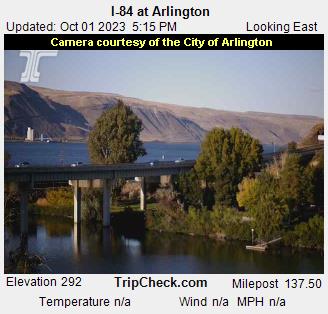 I-84 at Arlington
Updated: Oct 01 2023 5:15 PM Looking East
Camera courtesy of the City of Arlington
Elevation 292 TripCheck.com Milepost 137.50
Temperature n/a Wind n/a MPH n/a